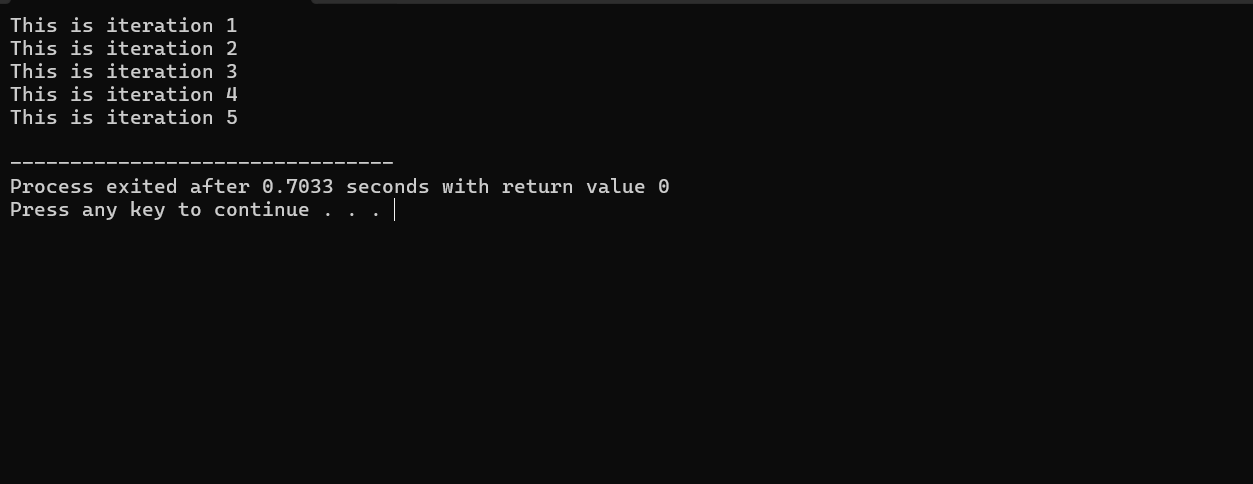 This is iteration 1
This is iteration 2
This is iteration 3
This is iteration 4
This is iteration 5
--------------------------------
Process exited after 0.7033 seconds with return value 0
Press any key to continue . . .